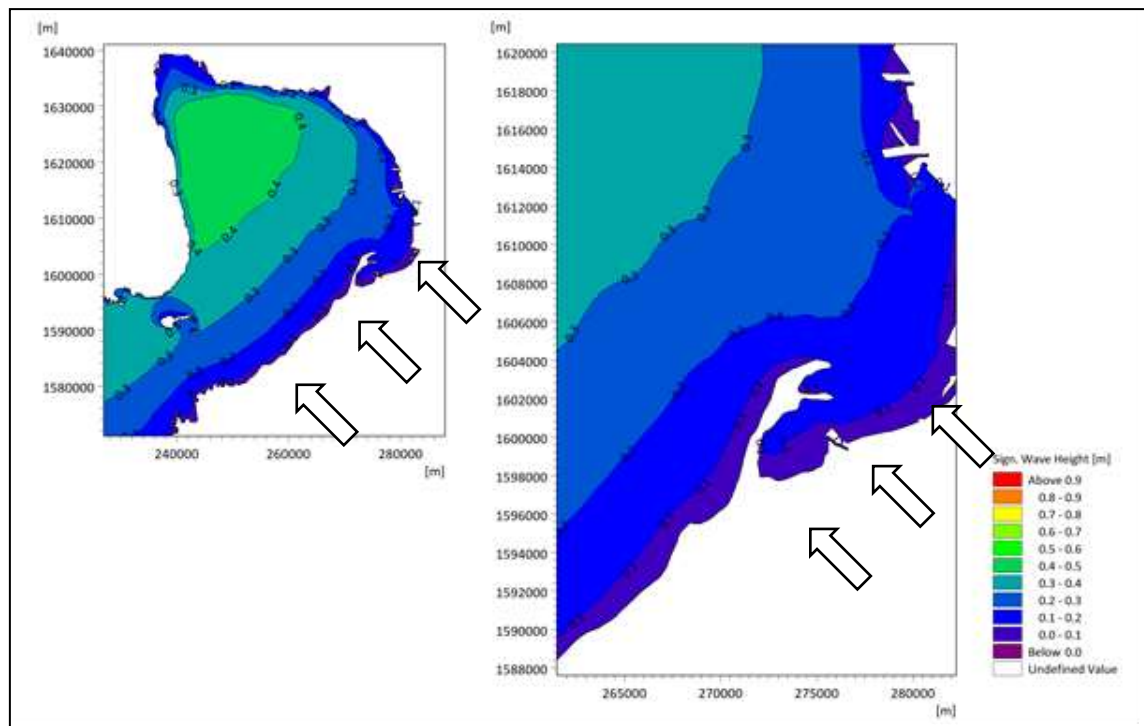 [m]
1640000
1630000
1620000
1610000
1600000
1590000
1580000
240000 260000 280000
[m]
[m]
1620000
1618000
1616000
1614000
1612000
1610000
1608000
1606000
1604000
1602000
1600000
1598000
1596000
1594000
1592000
1590000
1588000
265000 270000 275000 280000
[m]
Sign. Wave Height [m]
Above 0.9
0.8 - 0.9
0.7 - 0.8
0.6 - 0.7
0.5 - 0.6
0.4 - 0.5
0.3 - 0.4
0.2 - 0.3
0.1 - 0.2
0.0 - 0.1
Below 0.0
Undefined Value